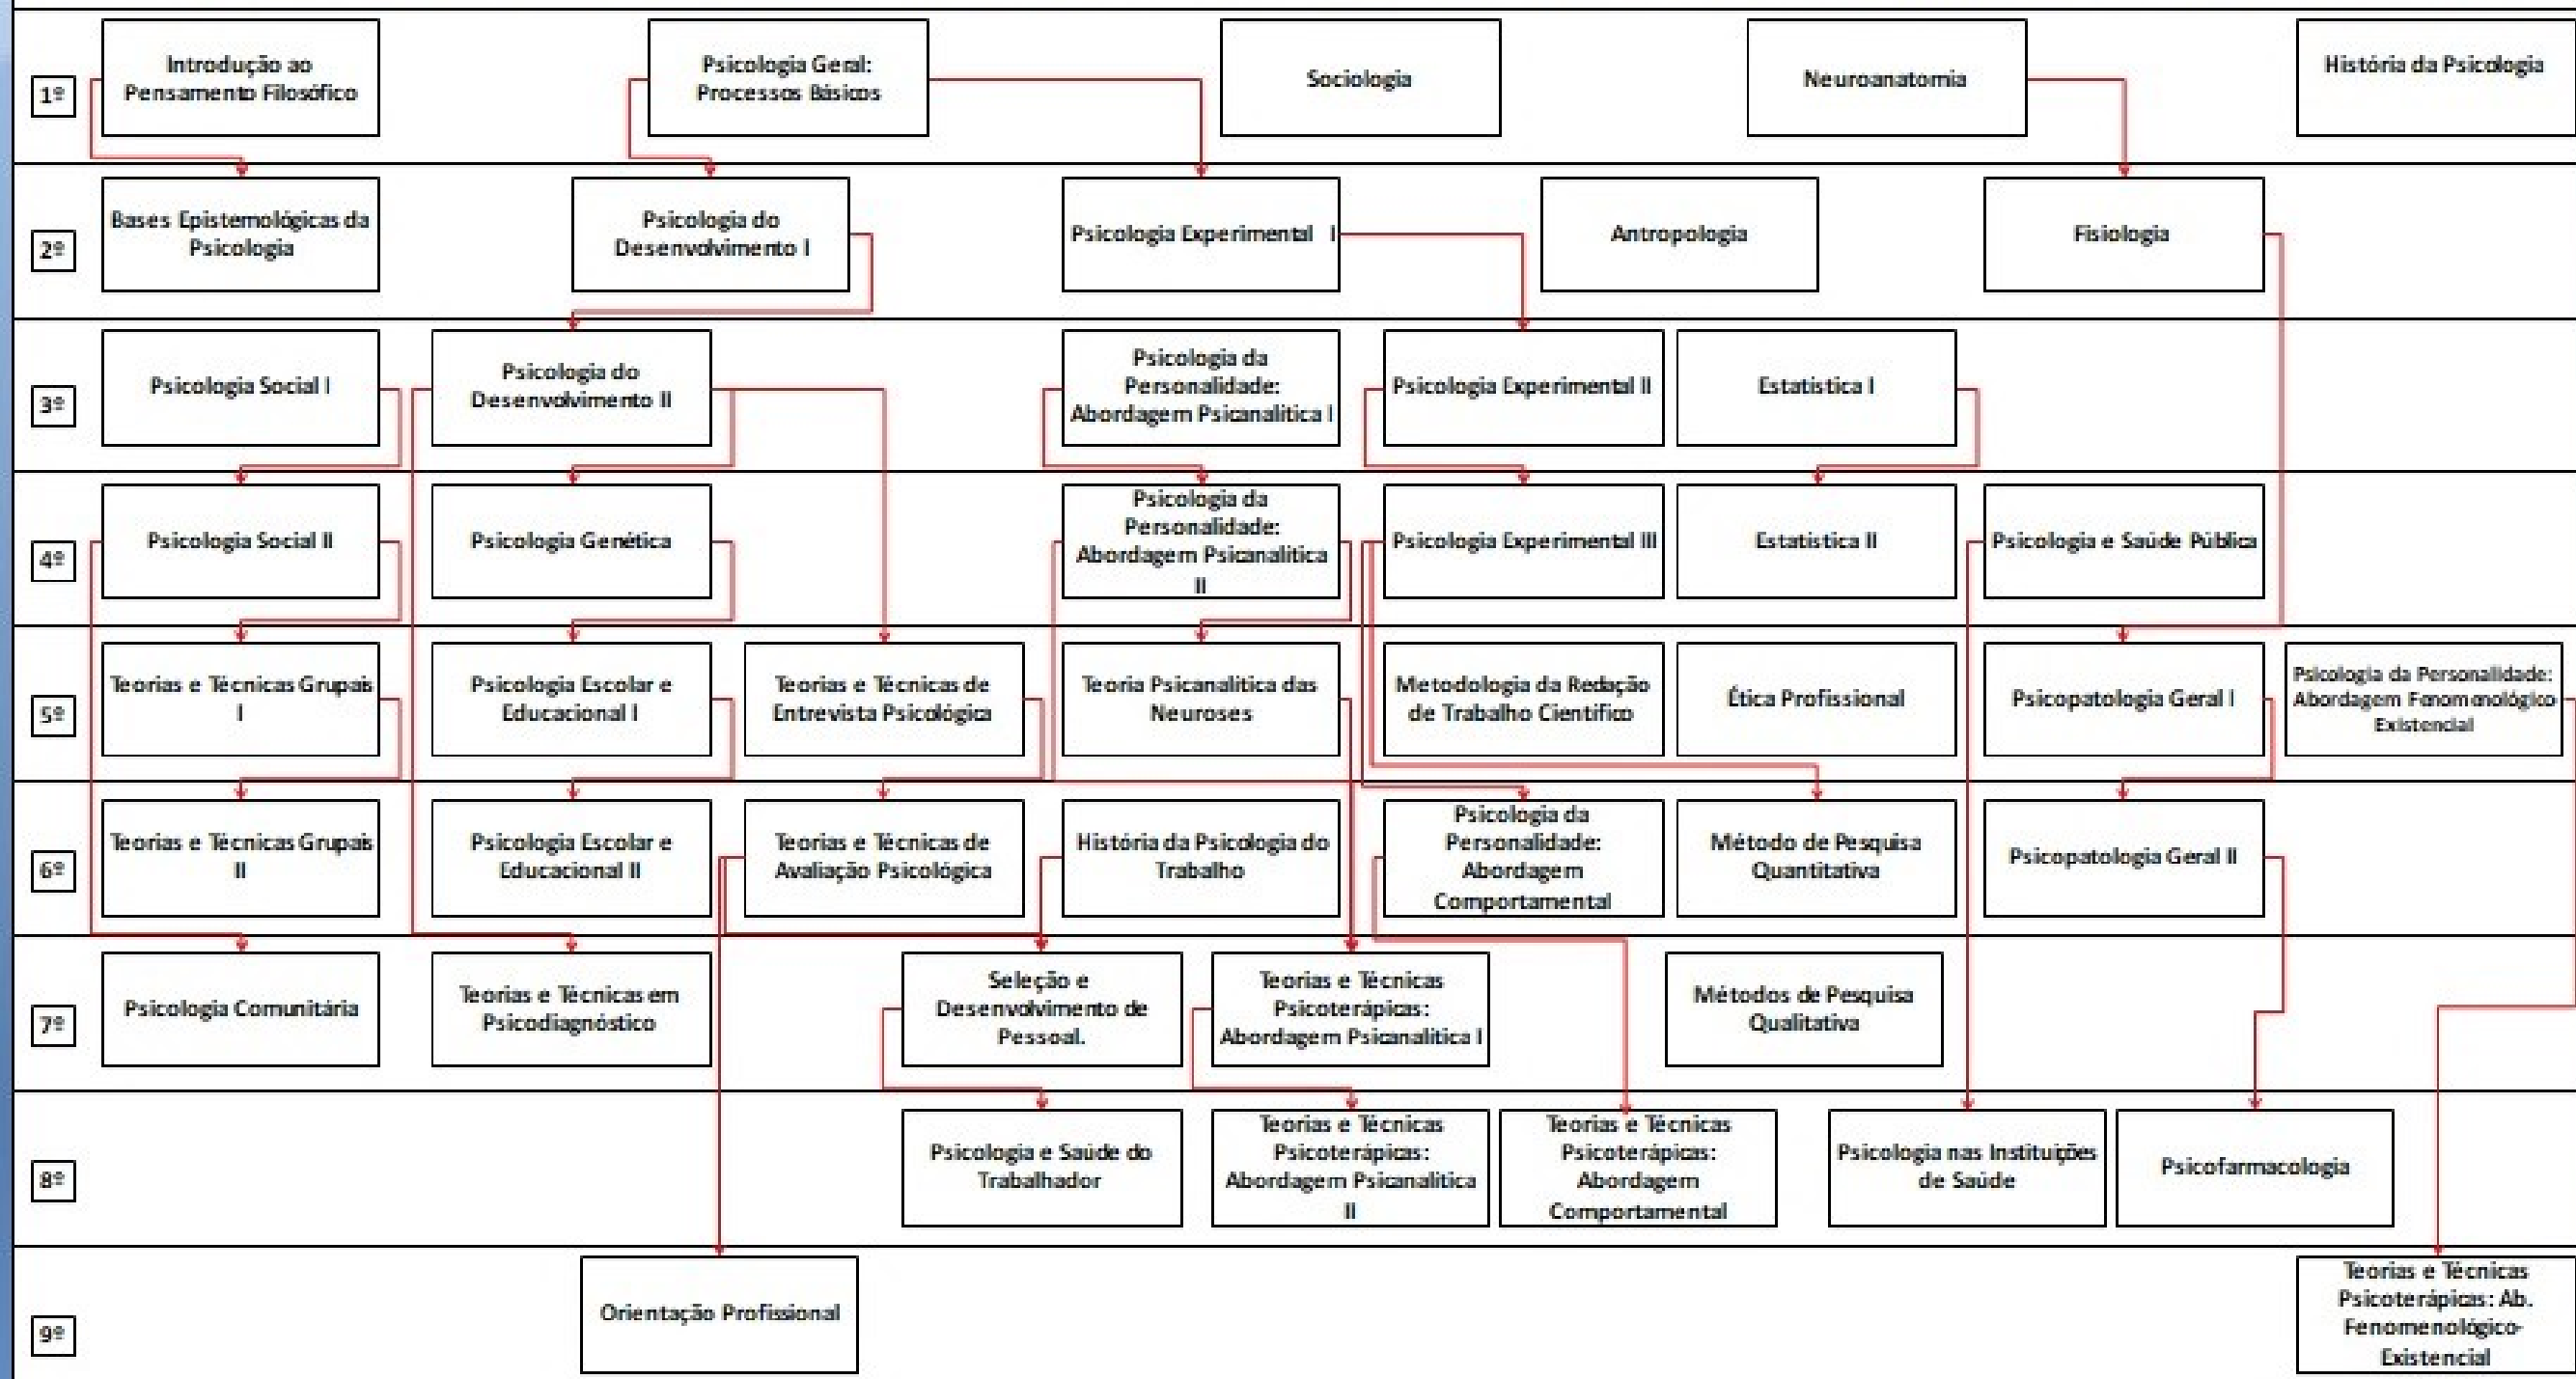 1º
Introdução ao
Pensamento Filosófico
Psicologia Geral:
Processos Básicos
Sociologia
Neuroanatomia
História da Psicologia
2º
Bases Epistemológicas da
Psicologia
Psicologia do
Desenvolvimento I
Psicologia Experimental I
Antropologia
Fisiologia
3º
Psicologia Social I
Psicologia do
Desenvolvimento II
Psicologia da
Personalidade:
Abordagem Psicanalítica I
Psicologia Experimental II
Estatística I
4º
Psicologia Social II
Psicologia Genética
Psicologia da
Personalidade:
Abordagem Psicanalítica
II
Psicologia Experimental III
Estatística II
Psicologia e Saúde Pública
5º
Teorias e Técnicas Grupais
I
Psicologia Escolar e
Educacional I
Teorias e Técnicas de
Entrevista Psicológica
Teoria Psicanalítica das
Neuroses
Metodologia da Redação
de Trabalho Científico
Ética Profissional
Psicopatologia Geral I
Psicologia da Personalidade:
Abordagem Fenomenológico-
Existencial
6º
Teorias e Técnicas Grupais
II
Psicologia Escolar e
Educacional II
Teorias e Técnicas de
Avaliação Psicológica
História da Psicologia do
Trabalho
Psicologia da
Personalidade:
Abordagem
Comportamental
Método de Pesquisa
Quantitativa
Psicopatologia Geral II
7º
Psicologia Comunitária
Teorias e Técnicas em
Psicodiagnóstico
Seleção e
Desenvolvimento de
Pessoal.
Teorias e Técnicas
Psicoterápicas:
Abordagem Psicanalítica I
Métodos de Pesquisa
Qualitativa
8º
Psicologia e Saúde do
Trabalhador
Teorias e Técnicas
Psicoterápicas:
Abordagem Psicanalítica
II
Teorias e Técnicas
Psicoterápicas:
Abordagem
Comportamental
Psicologia nas Instituições
de Saúde
Psicofarmacologia
9º
Orientação Profissional
Teorias e Técnicas
Psicoterápicas: Ab.
Fenomenológico-
Existencial